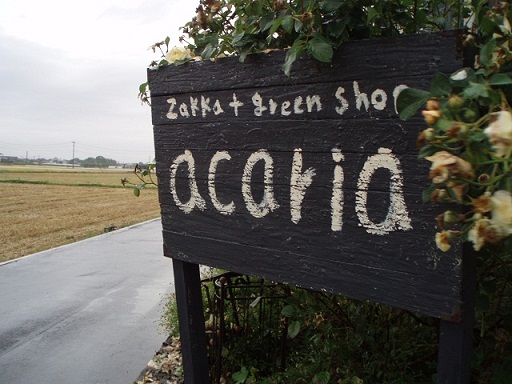 zakka + green shop
acaria